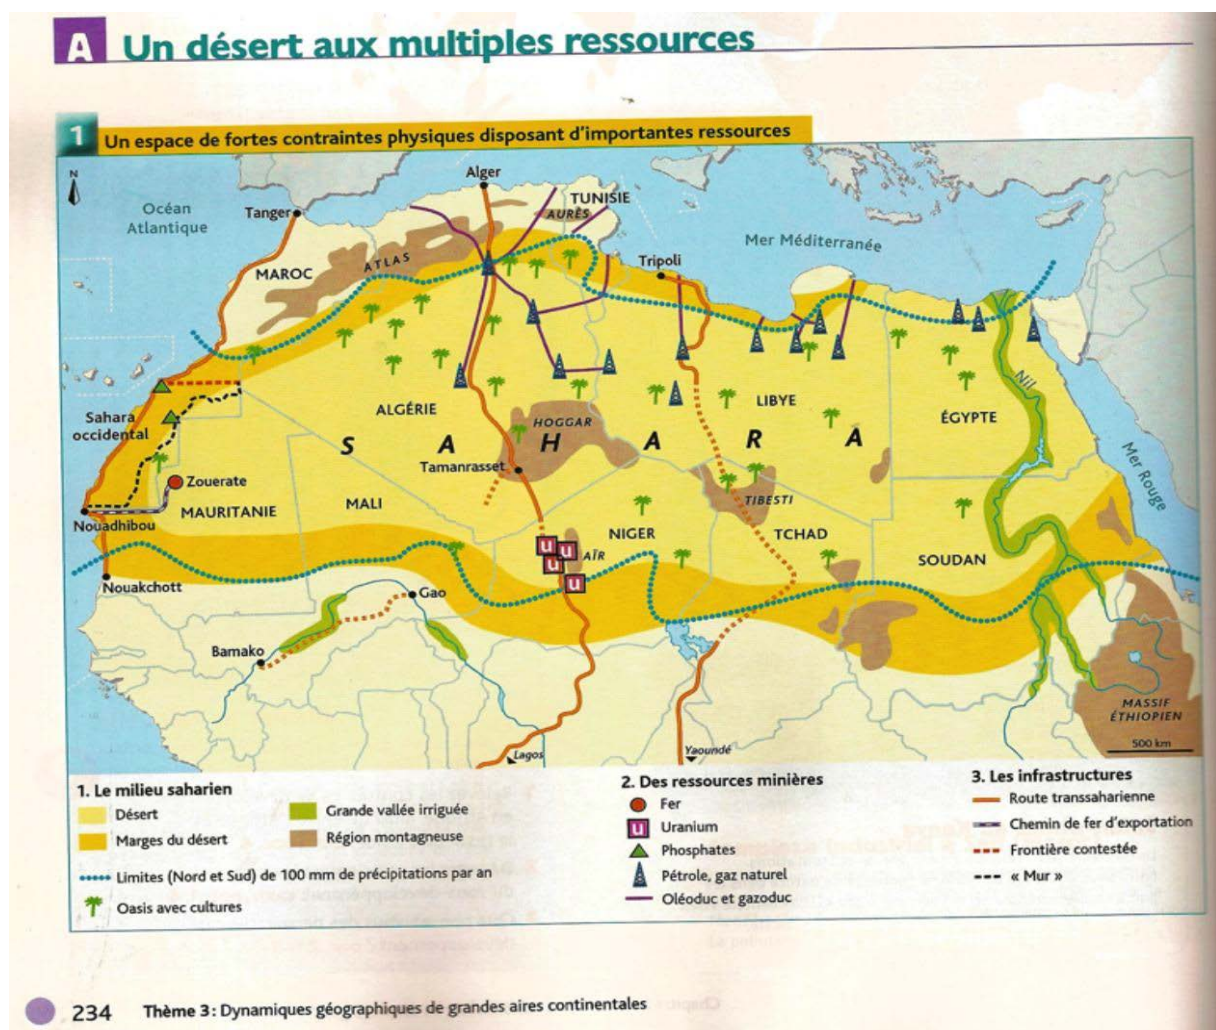 A Un désert aux multiples ressources
1 Un espace de fortes contraintes physiques disposant d'importantes ressources
N
Océan
Atlantique
Tanger
Alger
TUNISIE
AURÈS
Mer Méditerranée
MAROC
ATLAS
Tripoli
Sahara
occidental
ALGÉRIE
HOGGAR
LIBYE
ÉGYPTE
Nil
S A H A R A
Mer Rouge
Tamanrasset
Zouerate
MALI
TIBESTI
Nouadhibou
MAURITANIE
NIGER
TCHAD
AÏR
u
u
u
u
SOUDAN
Nouakchott
Gao
Bamako
MASSIF
ÉTHIOPIEN
500 km
Lagos
Yaoundé
1. Le milieu saharien
Désert
Marges du désert
Grande vallée irriguée
Région montagneuse
Limites (Nord et Sud) de 100 mm de précipitations par an
Oasis avec cultures
2. Des ressources minières
Fer
u Uranium
Phosphates
Pétrole, gaz naturel
Oléoduc et gazoduc
3. Les infrastructures
Route transsaharienne
Chemin de fer d'exportation
Frontière contestée
« Mur »
234 Thème 3 : Dynamiques géographiques de grandes aires continentales